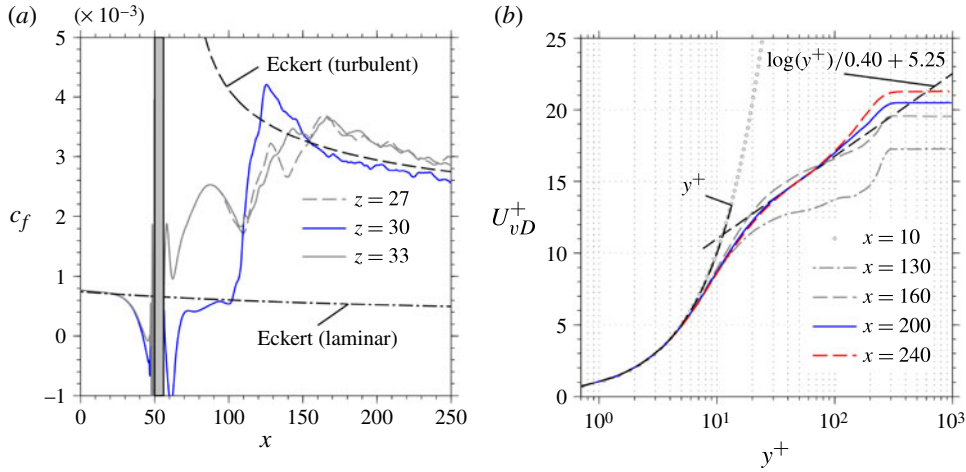 (a)
(× 10⁻³)
5
4
3
2
1
0
−1
c_f
Eckert (turbulent)
z = 27
z = 30
z = 33
Eckert (laminar)
0 50 100 150 200 250
x
(b)
25
20
15
10
5
0
U⁺_vD
log(y⁺)/0.40 + 5.25
y⁺
x = 10
x = 130
x = 160
x = 200
x = 240
10⁰ 10¹ 10² 10³
y⁺